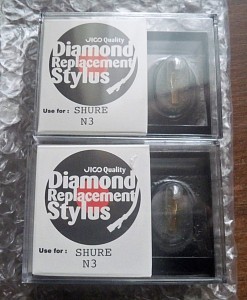 JICO Quality
Diamond
Replacement
Stylus
Use for: SHURE
N3
JICO Quality
Diamond
Replacement
Stylus
Use for: SHURE
N3